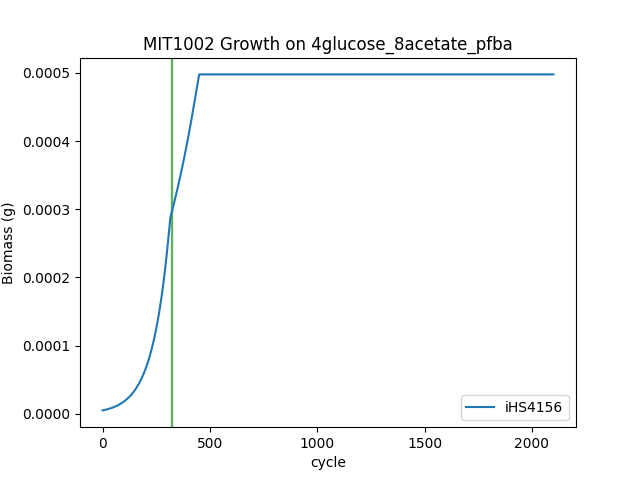 MIT1002 Growth on 4glucose_8acetate_pfba
0.0005
0.0004
0.0003
0.0002
0.0001
0.0000
Biomass (g)
iHS4156
0
500
1000
1500
2000
cycle